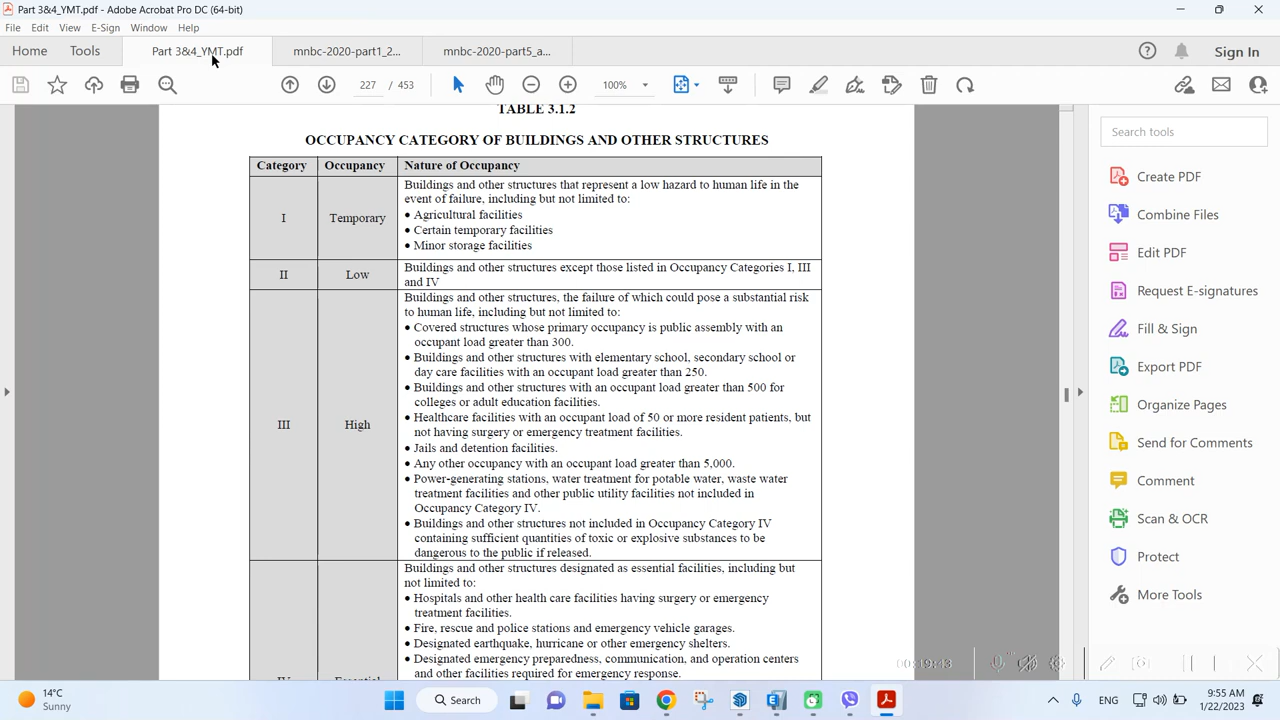 Part 3&4_YMT.pdf - Adobe Acrobat Pro DC (64-bit)
File Edit View E-Sign Window Help
Home Tools Part 3&4_YMT.pdf mnbc-2020-part1_2... mnbc-2020-part5_a... Sign In
227 / 453 100%
TABLE 3.1.2
OCCUPANCY CATEGORY OF BUILDINGS AND OTHER STRUCTURES
Category Occupancy Nature of Occupancy
I Temporary
Buildings and other structures that represent a low hazard to human life in the
event of failure, including but not limited to:
• Agricultural facilities
• Certain temporary facilities
• Minor storage facilities
II Low
Buildings and other structures except those listed in Occupancy Categories I, III
and IV
III High
Buildings and other structures, the failure of which could pose a substantial risk
to human life, including but not limited to:
• Covered structures whose primary occupancy is public assembly with an
occupant load greater than 300.
• Buildings and other structures with elementary school, secondary school or
day care facilities with an occupant load greater than 250.
• Buildings and other structures with an occupant load greater than 500 for
colleges or adult education facilities.
• Healthcare facilities with an occupant load of 50 or more resident patients, but
not having surgery or emergency treatment facilities.
• Jails and detention facilities.
• Any other occupancy with an occupant load greater than 5,000.
• Power-generating stations, water treatment for potable water, waste water
treatment facilities and other public utility facilities not included in
Occupancy Category IV.
• Buildings and other structures not included in Occupancy Category IV
containing sufficient quantities of toxic or explosive substances to be
dangerous to the public if released.
Buildings and other structures designated as essential facilities, including but
not limited to:
• Hospitals and other health care facilities having surgery or emergency
treatment facilities.
• Fire, rescue and police stations and emergency vehicle garages.
• Designated earthquake, hurricane or other emergency shelters.
• Designated emergency preparedness, communication, and operation centers
and other facilities required for emergency response.
IV Essential
Search tools
Create PDF
Combine Files
Edit PDF
Request E-signatures
Fill & Sign
Export PDF
Organize Pages
Send for Comments
Comment
Scan & OCR
Protect
More Tools
00:19:43
14°C
Sunny
Search
ENG
9:55 AM
1/22/2023